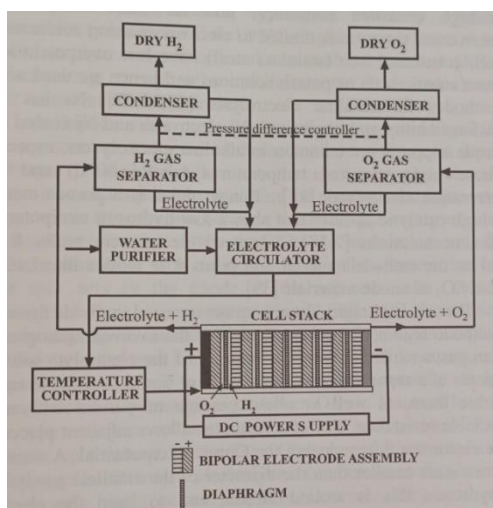 DRY H2
DRY O2
CONDENSER
CONDENSER
Pressure difference controller
H2 GAS
SEPARATOR
O2 GAS
SEPARATOR
Electrolyte
Electrolyte
WATER
PURIFIER
ELECTROLYTE
CIRCULATOR
Electrolyte + H2
CELL STACK
Electrolyte + O2
+
-
TEMPERATURE
CONTROLLER
O2
H2
DC POWER S UPPLY
- +
BIPOLAR ELECTRODE ASSEMBLY
DIAPHRAGM